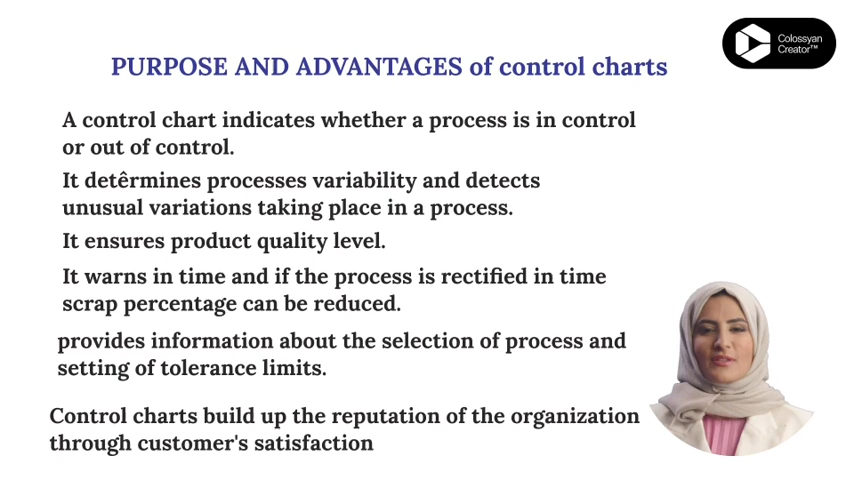 Colossyan
Creator™
PURPOSE AND ADVANTAGES of control charts
A control chart indicates whether a process is in control
or out of control.
It detêrmines processes variability and detects
unusual variations taking place in a process.
It ensures product quality level.
It warns in time and if the process is rectified in time
scrap percentage can be reduced.
provides information about the selection of process and
setting of tolerance limits.
Control charts build up the reputation of the organization
through customer's satisfaction